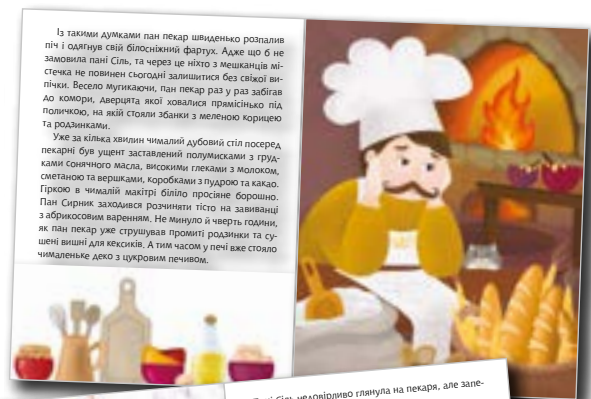 Із такими думками пан пекар швиденько розпалив
піч і одягнув свій білосніжний фартух. Адже що б не
замовила пані Сіль, та через це ніхто з мешканців мі-
стечка не повинен сьогодні залишитися без свіжої ви-
пічки. Весело мугикаючи, пан пекар раз у раз забігав
до комори, дверцята якої ховалися прямісінько під
поличкою, на якій стояли збанки з меленою корицею
та родзинками.
Уже за кілька хвилин чималий дубовий стіл посеред
пекарні був ущент заставлений полумисками з груд-
ками сонячного масла, високими глеками з молоком,
сметаною та вершками, коробками з пудрою та какао.
Гіркою в чималій макітрі біліло просіяне борошно.
Пан Сирник заходився розчиняти тісто на завиванці
з абрикосовим варенням. Не минуло й чверть години,
як пан пекар уже струшував промиті родзинки та су-
шені вишні для кексиків. А тим часом у печі вже стояло
чималеньке деко з цукровим печивом.
Сіль недовірливо глянула на пекаря, але запе-